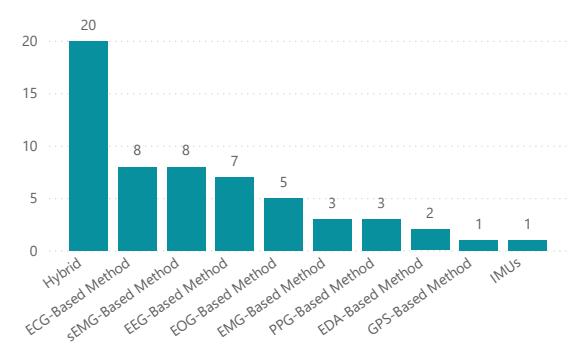 20
20
15
10
5
0
8
8
7
5
3
3
2
1
1
Hybrid
ECG-Based Method
sEMG-Based Method
EEG-Based Method
EOG-Based Method
EMG-Based Method
PPG-Based Method
EDA-Based Method
GPS-Based Method
IMUs